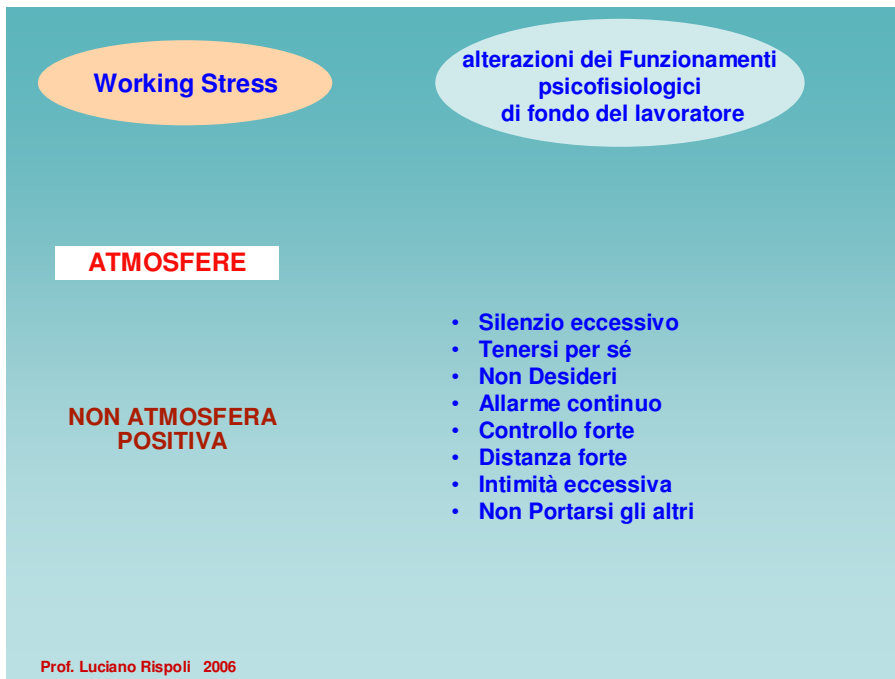 Working Stress
alterazioni dei Funzionamenti
psicofisiologici
di fondo del lavoratore
ATMOSFERE
NON ATMOSFERA
POSITIVA
• Silenzio eccessivo
• Tenersi per sé
• Non Desideri
• Allarme continuo
• Controllo forte
• Distanza forte
• Intimità eccessiva
• Non Portarsi gli altri
Prof. Luciano Rispoli 2006